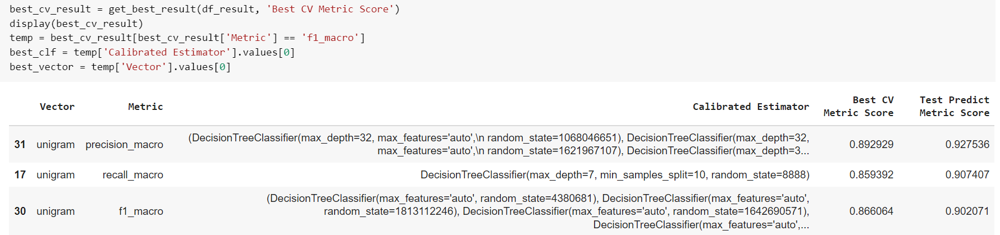 best_cv_result = get_best_result(df_result, 'Best CV Metric Score')
display(best_cv_result)
temp = best_cv_result[best_cv_result['Metric'] == 'f1_macro']
best_clf = temp['Calibrated Estimator'].values[0]
best_vector = temp['Vector'].values[0]
Vector Metric Calibrated Estimator Best CV Metric Score Test Predict Metric Score
31 unigram precision_macro (DecisionTreeClassifier(max_depth=32, max_features='auto',\n random_state=1068046651), DecisionTreeClassifier(max_depth=32,
max_features='auto',\n random_state=1621967107), DecisionTreeClassifier(max_depth=3... 0.892929 0.927536
17 unigram recall_macro DecisionTreeClassifier(max_depth=7, min_samples_split=10, random_state=8888) 0.859392 0.907407
30 unigram f1_macro (DecisionTreeClassifier(max_features='auto', random_state=4380681), DecisionTreeClassifier(max_features='auto',
random_state=1813112246), DecisionTreeClassifier(max_features='auto', random_state=1642690571),
DecisionTreeClassifier(max_features='auto',... 0.866064 0.902071